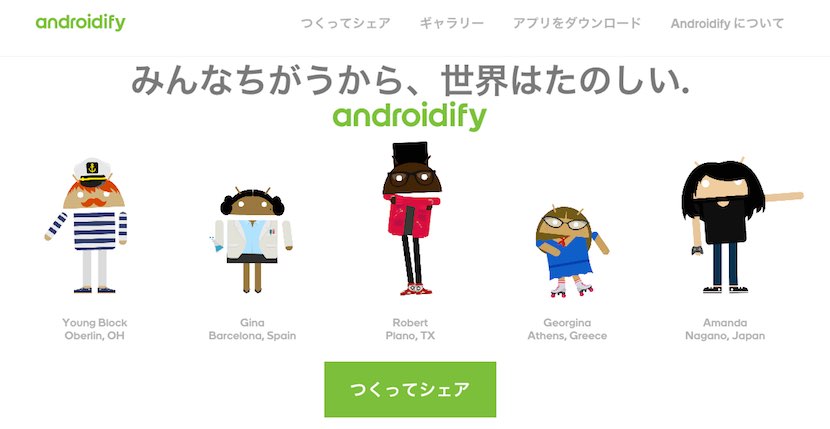 androidify
つくってシェア
ギャラリー
アプリをダウンロード
Androidify について
みんなちがうから、世界はたのしい.
androidify
Young Block
Oberlin, OH
Gina
Barcelona, Spain
Robert
Plano, TX
Georgina
Athens, Greece
Amanda
Nagano, Japan
つくってシェア